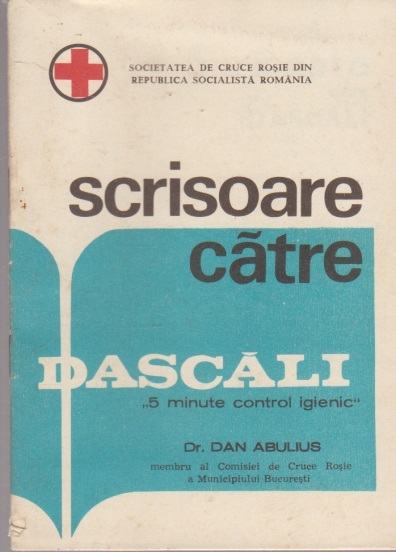 SOCIETATEA DE CRUCE ROȘIE DIN
REPUBLICA SOCIALISTĂ ROMÂNIA
scrisoare
cãtre
DASCĂLI
„5 minute control igienic“
Dr. DAN ABULIUS
membru al Comisiei de Cruce Roșie
a Municipiului București